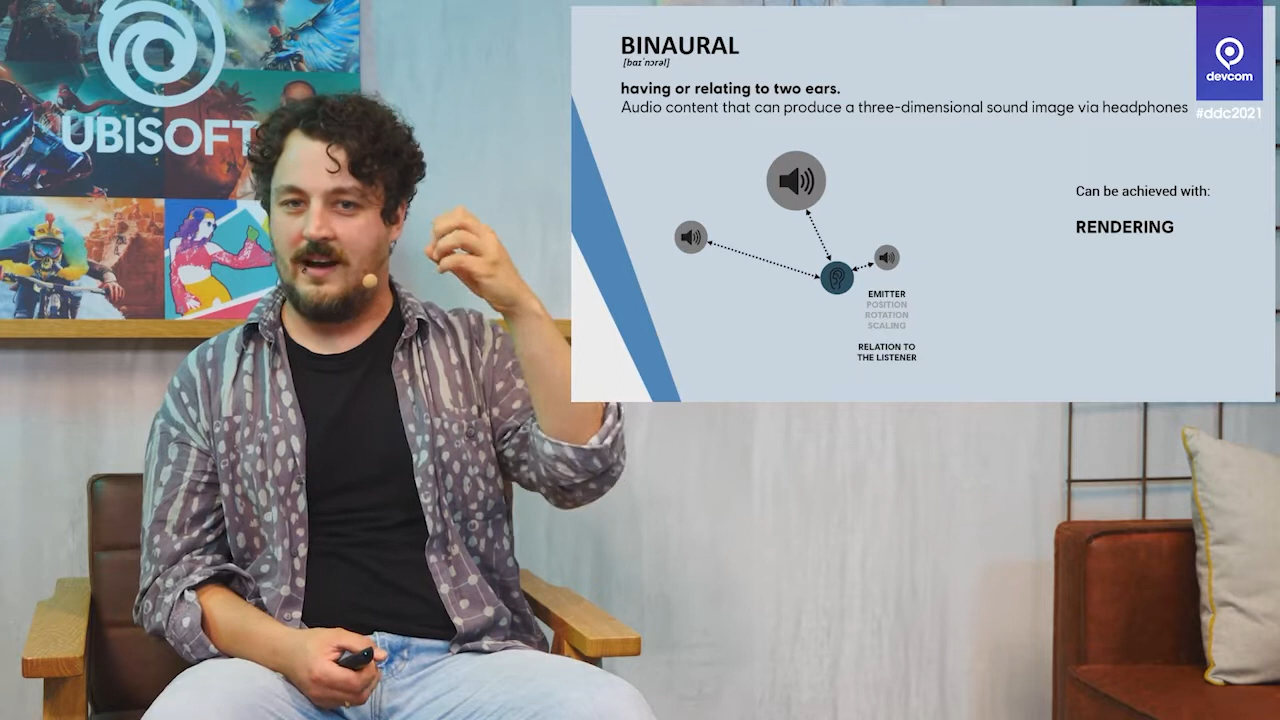 UBISOFT
BINAURAL
[baɪˈnɔrəl]
having or relating to two ears.
Audio content that can produce a three-dimensional sound image via headphones
devcom
#ddc2021
Can be achieved with:
RENDERING
EMITTER
POSITION
ROTATION
SCALING
RELATION TO
THE LISTENER